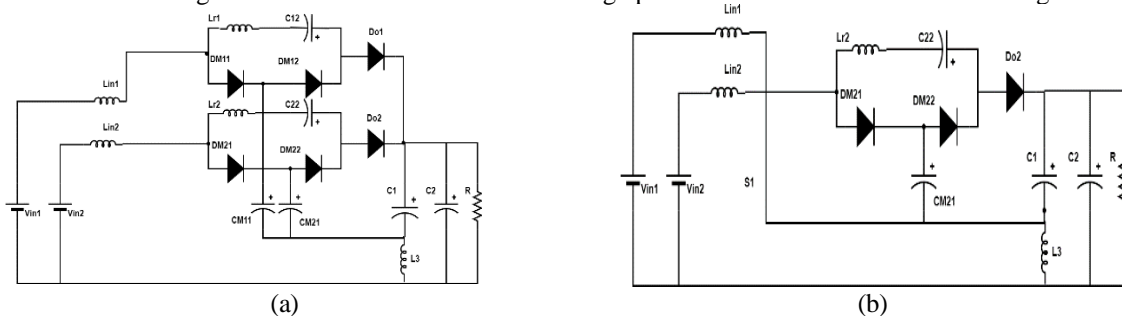 Lr1 C12 Do1
DM11 DM12
Lin1
Lr2 C22
Lin2 Do2
DM21 DM22
C1 C2 R
Vin1 Vin2 CM11 CM21
L3
(a)
Lin1
Lr2 C22 Do2
Lin2
DM21 DM22
C1 C2 R
Vin1 Vin2 S1
CM21
L3
(b)